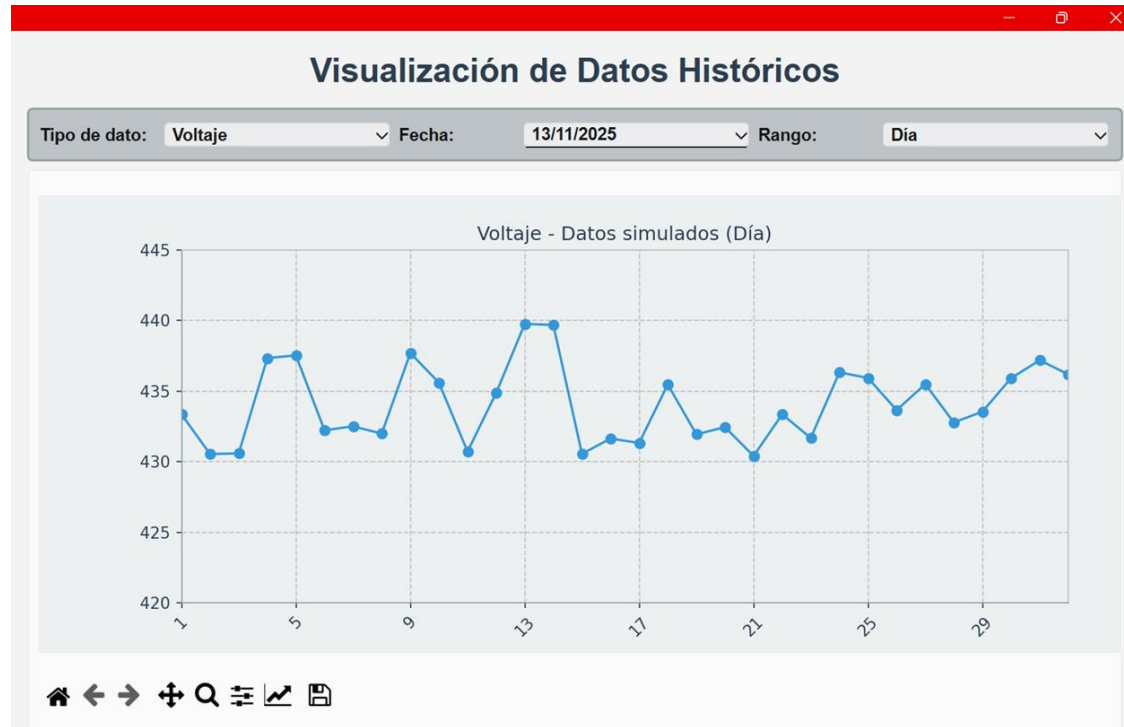 Visualización de Datos Históricos
Tipo de dato: Voltaje Fecha: 13/11/2025 Rango: Día
Voltaje - Datos simulados (Día)
445
440
435
430
425
420
1 5 9 13 17 21 25 29